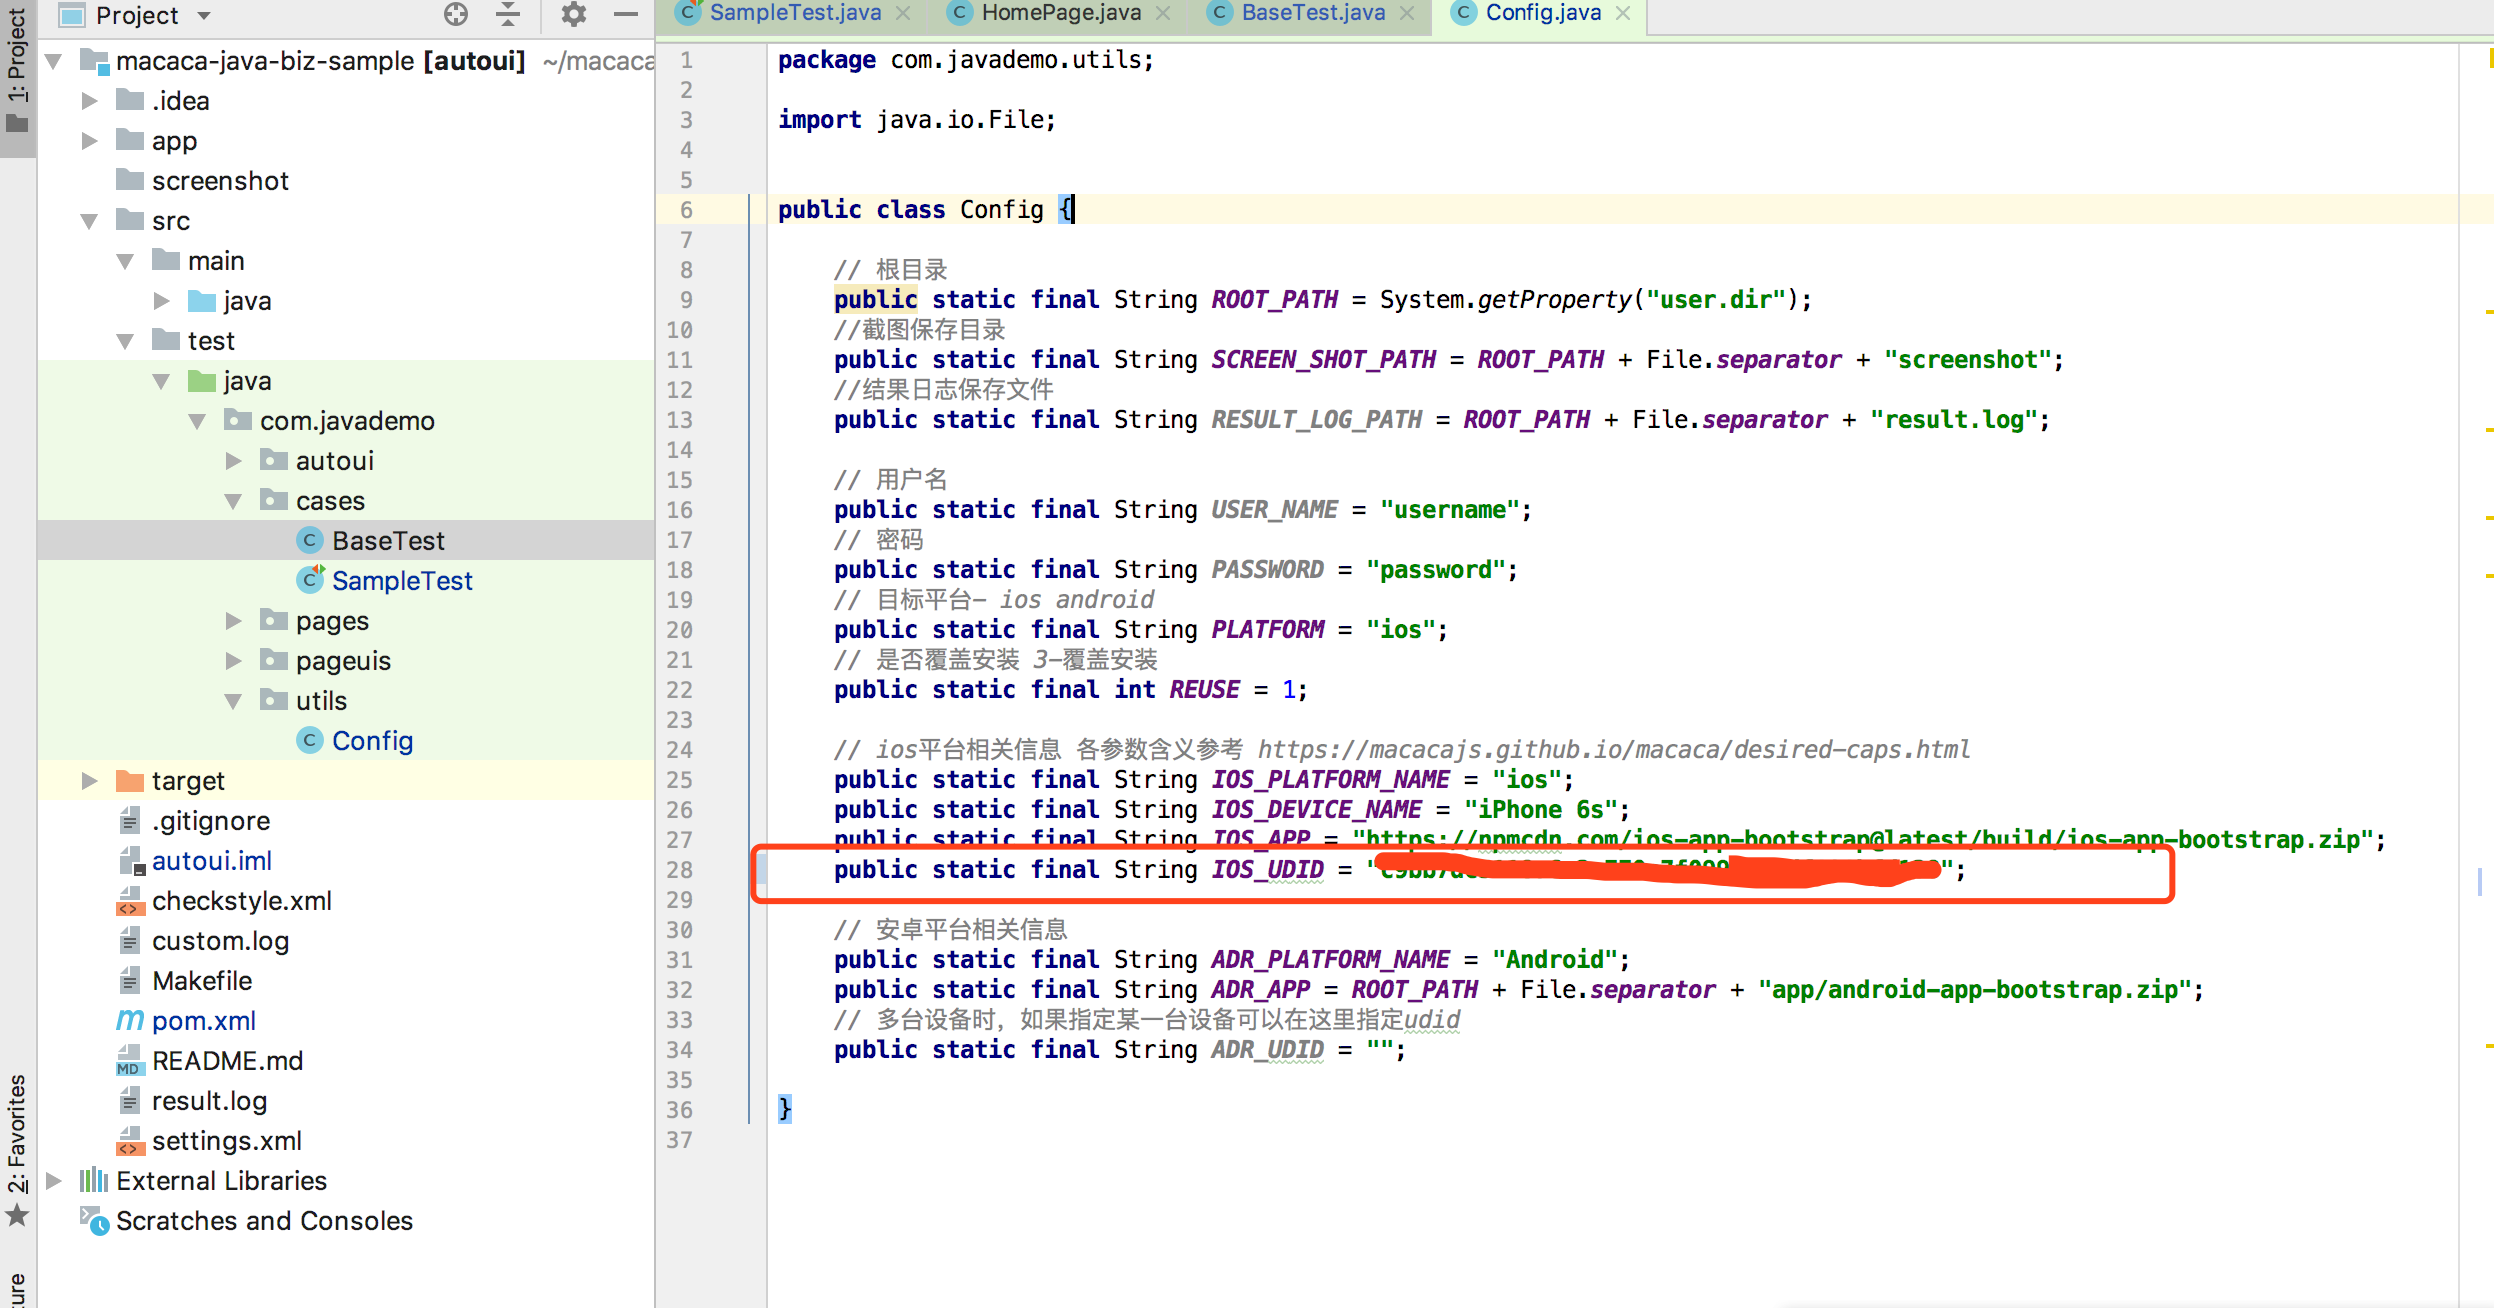 1: Project
Project
macaca-java-biz-sample [autoui] ~/macaca
.idea
app
screenshot
src
main
java
test
java
com.javademo
autoui
cases
BaseTest
SampleTest
pages
pageuis
utils
Config
target
.gitignore
autoui.iml
checkstyle.xml
custom.log
Makefile
pom.xml
README.md
result.log
settings.xml
External Libraries
Scratches and Consoles
2: Favorites
SampleTest.java HomePage.java BaseTest.java Config.java
1 package com.javademo.utils;
2
3 import java.io.File;
4
5
6 public class Config {
7
8 // 根目录
9 public static final String ROOT_PATH = System.getProperty("user.dir");
10 //截图保存目录
11 public static final String SCREEN_SHOT_PATH = ROOT_PATH + File.separator + "screenshot";
12 //结果日志保存文件
13 public static final String RESULT_LOG_PATH = ROOT_PATH + File.separator + "result.log";
14
15 // 用户名
16 public static final String USER_NAME = "username";
17 // 密码
18 public static final String PASSWORD = "password";
19 // 目标平台- ios android
20 public static final String PLATFORM = "ios";
21 // 是否覆盖安装 3-覆盖安装
22 public static final int REUSE = 1;
23
24 // ios平台相关信息 各参数含义参考 https://macacajs.github.io/macaca/desired-caps.html
25 public static final String IOS_PLATFORM_NAME = "ios";
26 public static final String IOS_DEVICE_NAME = "iPhone 6s";
27 public static final String IOS_APP = "https://npmcdn.com/ios-app-bootstrap@latest/build/ios-app-bootstrap.zip";
28 public static final String IOS_UDID = "";
29
30 // 安卓平台相关信息
31 public static final String ADR_PLATFORM_NAME = "Android";
32 public static final String ADR_APP = ROOT_PATH + File.separator + "app/android-app-bootstrap.zip";
33 // 多台设备时，如果指定某一台设备可以在这里指定udid
34 public static final String ADR_UDID = "";
35
36 }
37